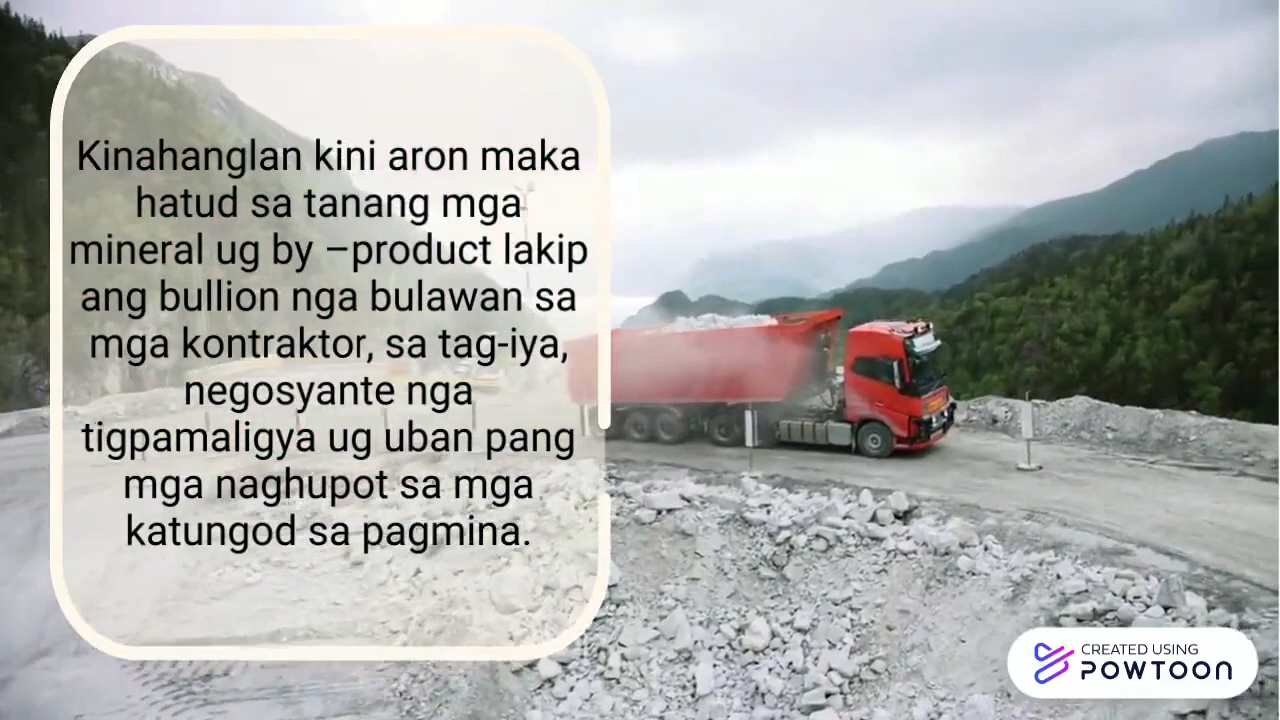 Kinahanglan kini aron maka
hatud sa tanang mga
mineral ug by –product lakip
ang bullion nga bulawan sa
mga kontraktor, sa tag-iya,
negosyante nga
tigpamaligya ug uban pang
mga naghupot sa mga
katungod sa pagmina.
CREATED USING
POWTOON